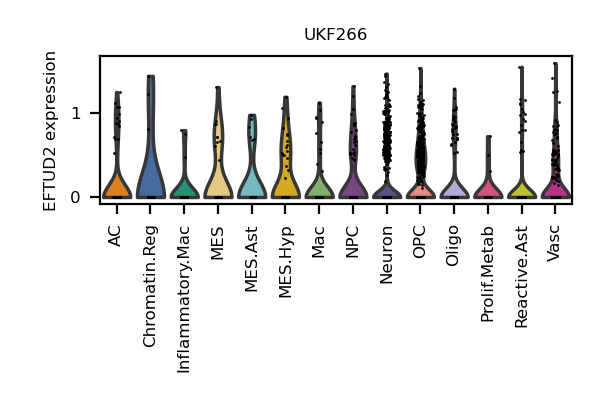 UKF266
EFTUD2 expression
1
0
AC
Chromatin.Reg
Inflammatory.Mac
MES
MES.Ast
MES.Hyp
Mac
NPC
Neuron
OPC
Oligo
Prolif.Metab
Reactive.Ast
Vasc